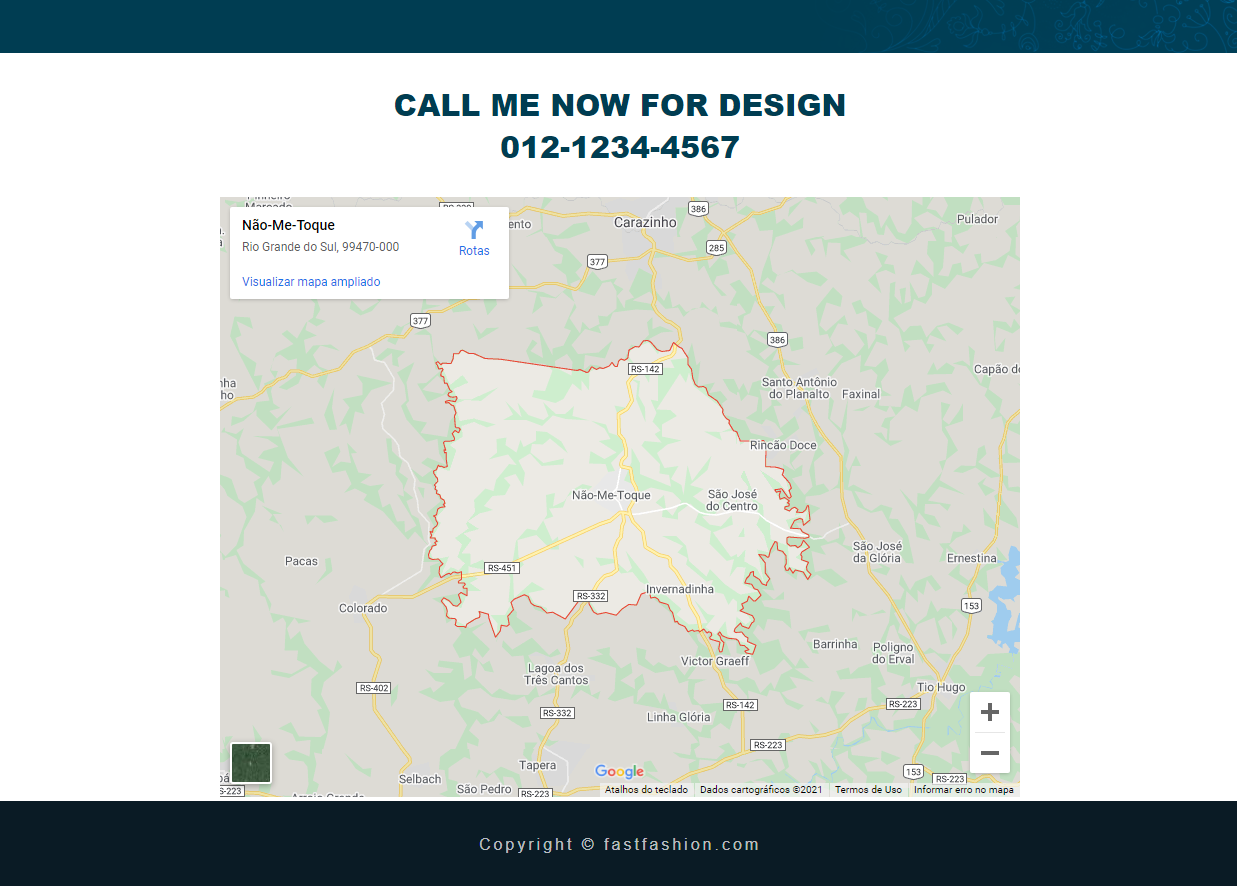 CALL ME NOW FOR DESIGN
012-1234-4567
Não-Me-Toque
Rio Grande do Sul, 99470-000
Rotas
Visualizar mapa ampliado
386
Carazinho
Pulador
285
377
377
386
RS-142
Capão
Santo Antônio
do Planalto
Faxinal
Rincão Doce
Não-Me-Toque
São José
do Centro
São José
da Glória
Ernestina
Pacas
RS-451
Invernadinha
RS-332
Colorado
153
Barrinha
Poligno
do Erval
Victor Graeff
Lagoa dos
Três Cantos
Tio Hugo
RS-402
RS-142
RS-223
RS-332
Linha Glória
RS-223
Tapera
Google
153
RS-223
Selbach
São Pedro
RS-223
Atalhos do teclado
Dados cartográficos ©2021
Termos de Uso
Informar erro no mapa
Copyright © fastfashion.com